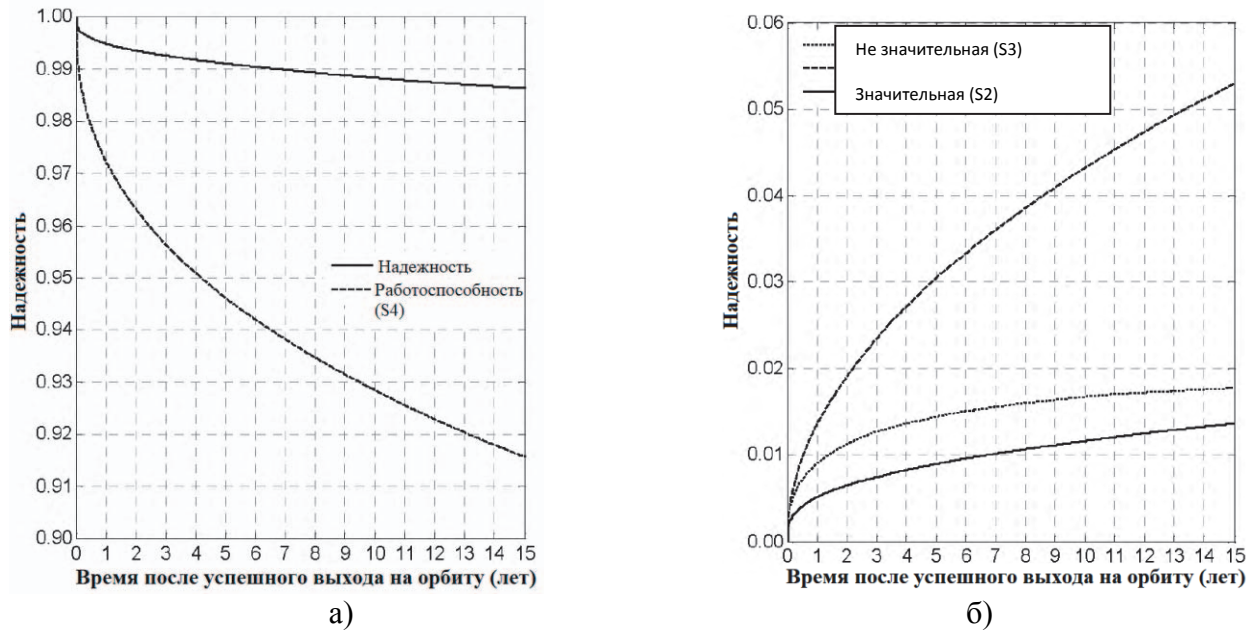 1.00
0.99
0.98
0.97
0.96
0.95
0.94
0.93
0.92
0.91
0.90
Надежность
Надежность
Работоспособность
(S4)
0 1 2 3 4 5 6 7 8 9 10 11 12 13 14 15
Время после успешного выхода на орбиту (лет)
а)
0.06
0.05
0.04
0.03
0.02
0.01
0.00
Надежность
Не значительная (S3)
Значительная (S2)
0 1 2 3 4 5 6 7 8 9 10 11 12 13 14 15
Время после успешного выхода на орбиту (лет)
б)